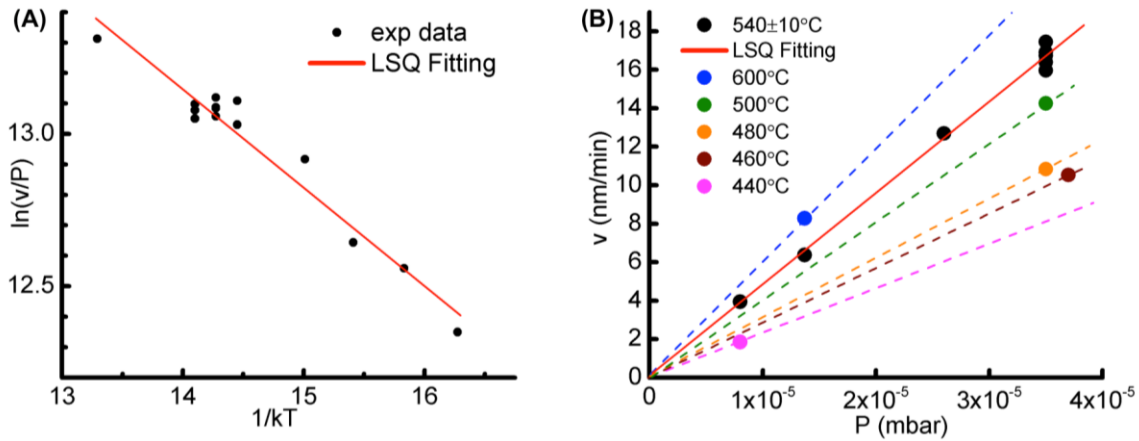 (A)
exp data
LSQ Fitting
13.0
12.5
ln(v/P)
13 14 15 16
1/kT
(B)
540±10°C
LSQ Fitting
600°C
500°C
480°C
460°C
440°C
18
16
14
12
10
8
6
4
2
0
v (nm/min)
0 1x10⁻⁵ 2x10⁻⁵ 3x10⁻⁵ 4x10⁻⁵
P (mbar)